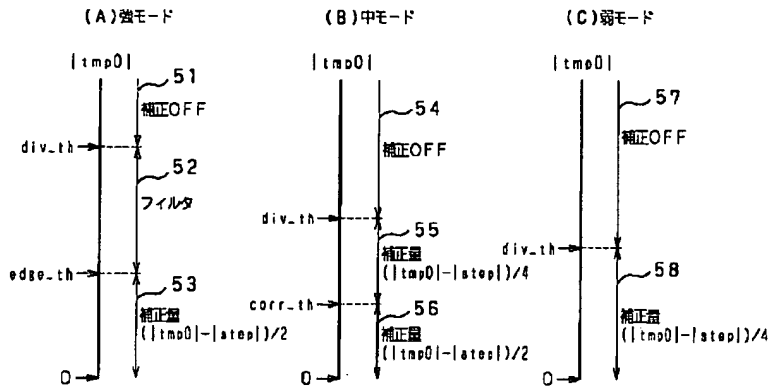 (A)強モード
|tmp0|
51
補正OFF
div_th
52
フィルタ
edge_th
53
補正量
(|tmp0|-|step|)/2
0
(B)中モード
|tmp0|
54
補正OFF
div_th
55
補正量
(|tmp0|-|step|)/4
corr_th
56
補正量
(|tmp0|-|step|)/2
0
(C)弱モード
|tmp0|
57
補正OFF
div_th
58
補正量
(|tmp0|-|step|)/4
0